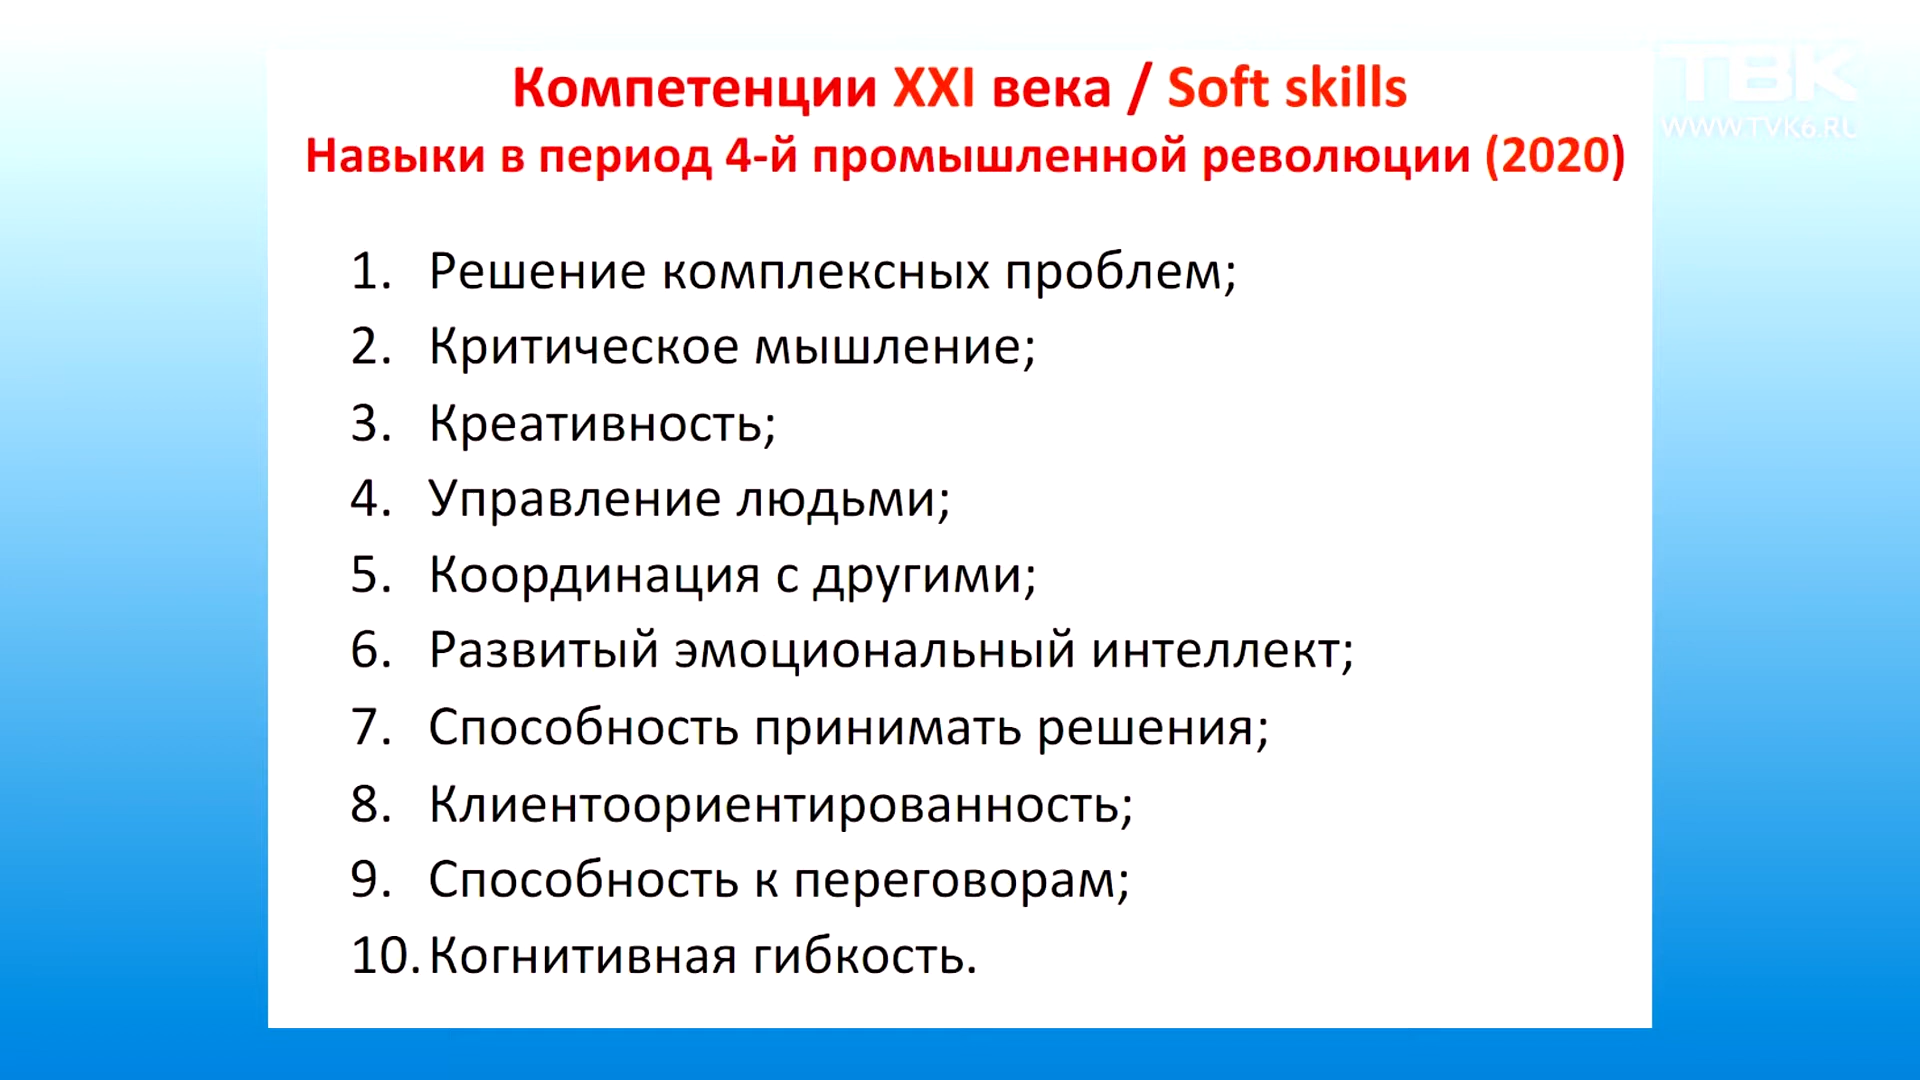 Компетенции XXI века / Soft skills
Навыки в период 4-й промышленной революции (2020)
ТВК
WWW.TVK6.RU
1. Решение комплексных проблем;
2. Критическое мышление;
3. Креативность;
4. Управление людьми;
5. Координация с другими;
6. Развитый эмоциональный интеллект;
7. Способность принимать решения;
8. Клиентоориентированность;
9. Способность к переговорам;
10. Когнитивная гибкость.